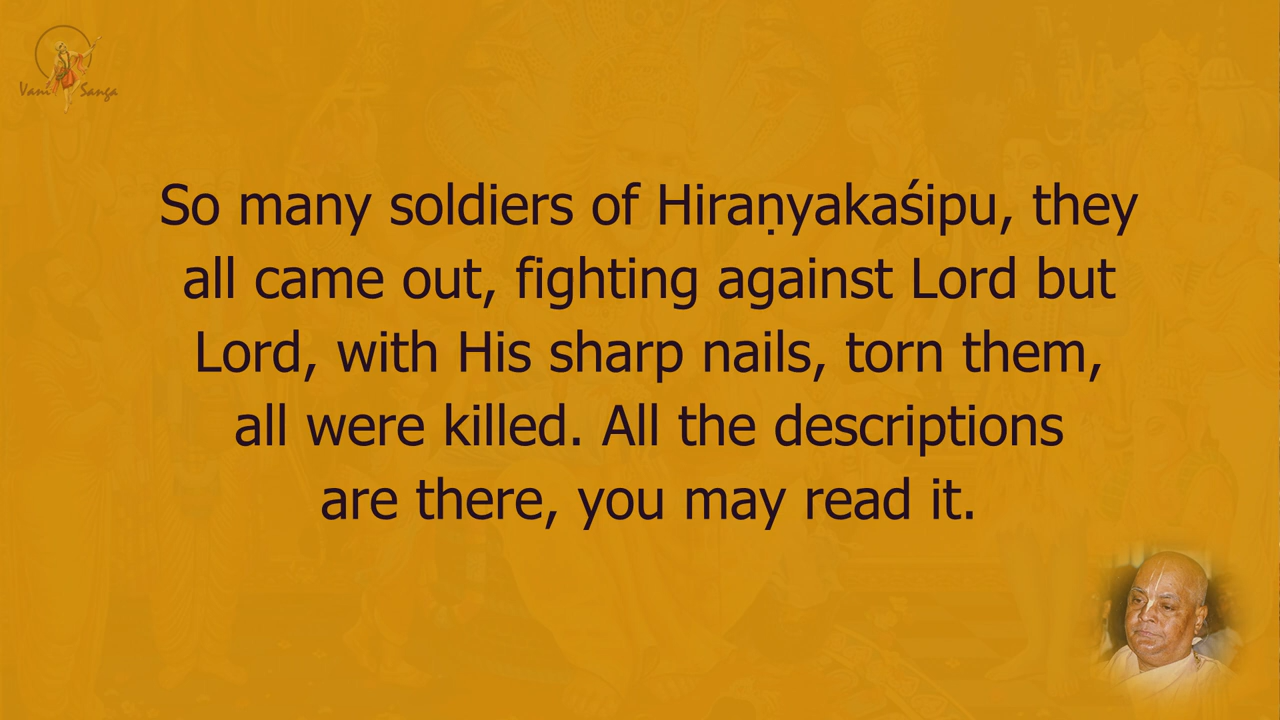 Vani Sanga
So many soldiers of Hiraṇyakaśipu, they
all came out, fighting against Lord but
Lord, with His sharp nails, torn them,
all were killed. All the descriptions
are there, you may read it.